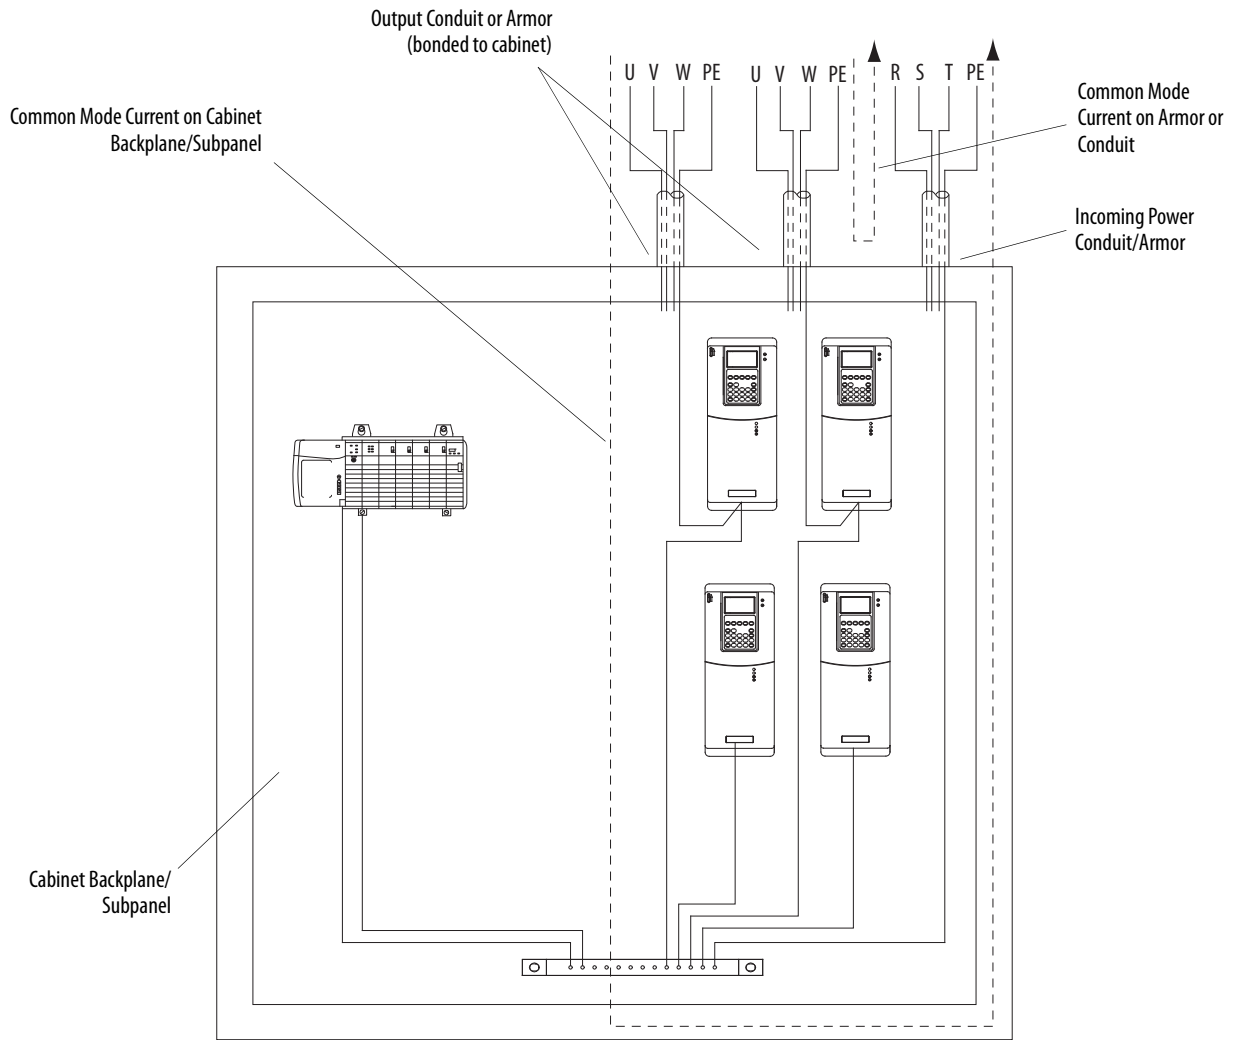 Output Conduit or Armor
(bonded to cabinet)
U V W PE U V W PE R S T PE
Common Mode Current on Cabinet
Backplane/Subpanel
Common Mode
Current on Armor or
Conduit
Incoming Power
Conduit/Armor
Cabinet Backplane/
Subpanel